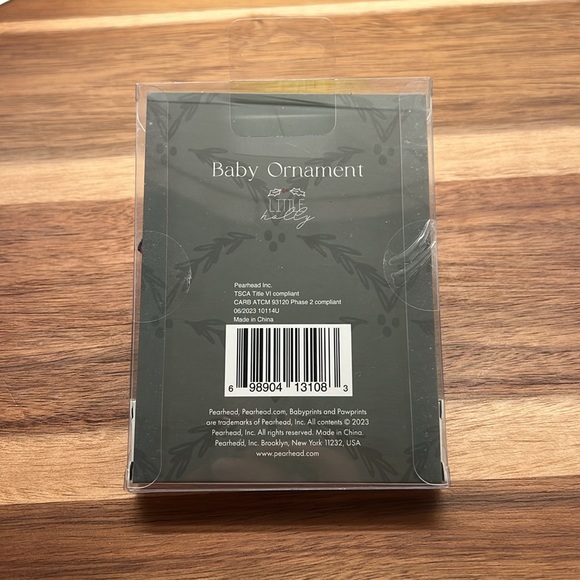 Baby Ornament
LITTLE
holly
Pearhead Inc.
TSCA Title VI compliant
CARB ATCM 93120 Phase 2 compliant
06/2023 10114U
Made in China
6 98904 13108 3
Pearhead, Pearhead.com, Babyprints and Pawprints
are trademarks of Pearhead, Inc. All contents © 2023
Pearhead, Inc. All rights reserved. Made in China.
Pearhead, Inc. Brooklyn, New York 11232, USA
www.pearhead.com